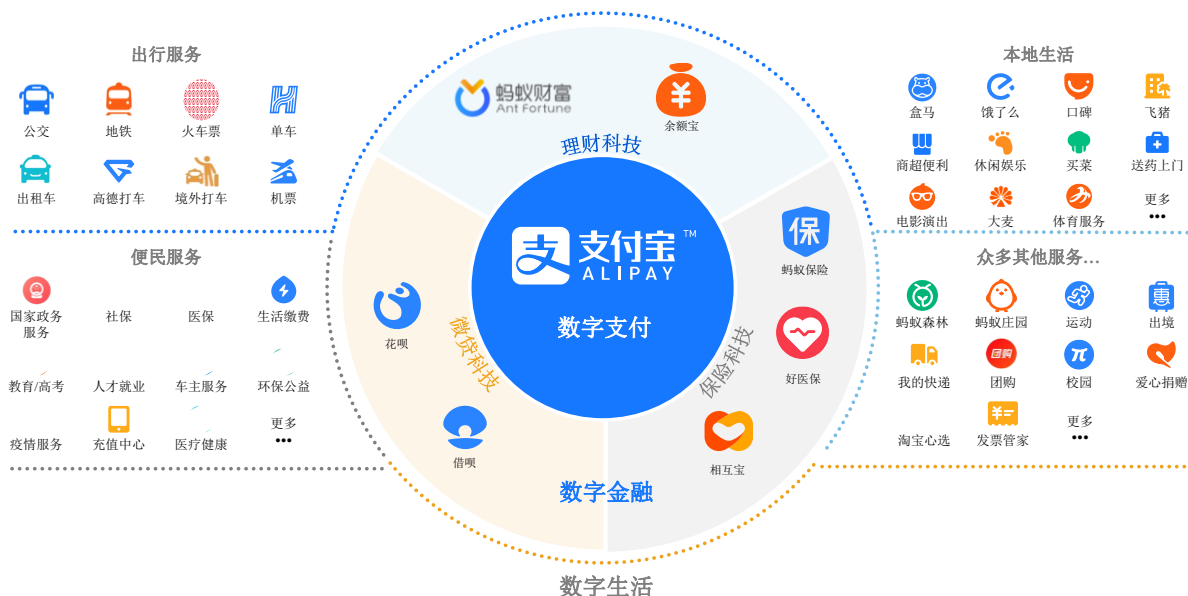 出行服务
公交 地铁 火车票 单车
出租车 高德打车 境外打车 机票
便民服务
国家政务
服务
社保 医保 生活缴费
教育/高考 人才就业 车主服务 环保公益
疫情服务 充值中心 医疗健康 更多
蚂蚁财富
Ant Fortune
余额宝
理财科技
支 支付宝™
ALIPAY
数字支付
微贷科技
花呗
借呗
保险科技
保
蚂蚁保险
好医保
相互宝
数字金融
数字生活
本地生活
盒马 饿了么 口碑 飞猪
商超便利 休闲娱乐 买菜 送药上门
电影演出 大麦 体育服务 更多
众多其他服务...
惠
蚂蚁森林 蚂蚁庄园 运动 出境
团购 π
我的快递 团购 校园 爱心捐赠
淘宝心选 发票管家 更多